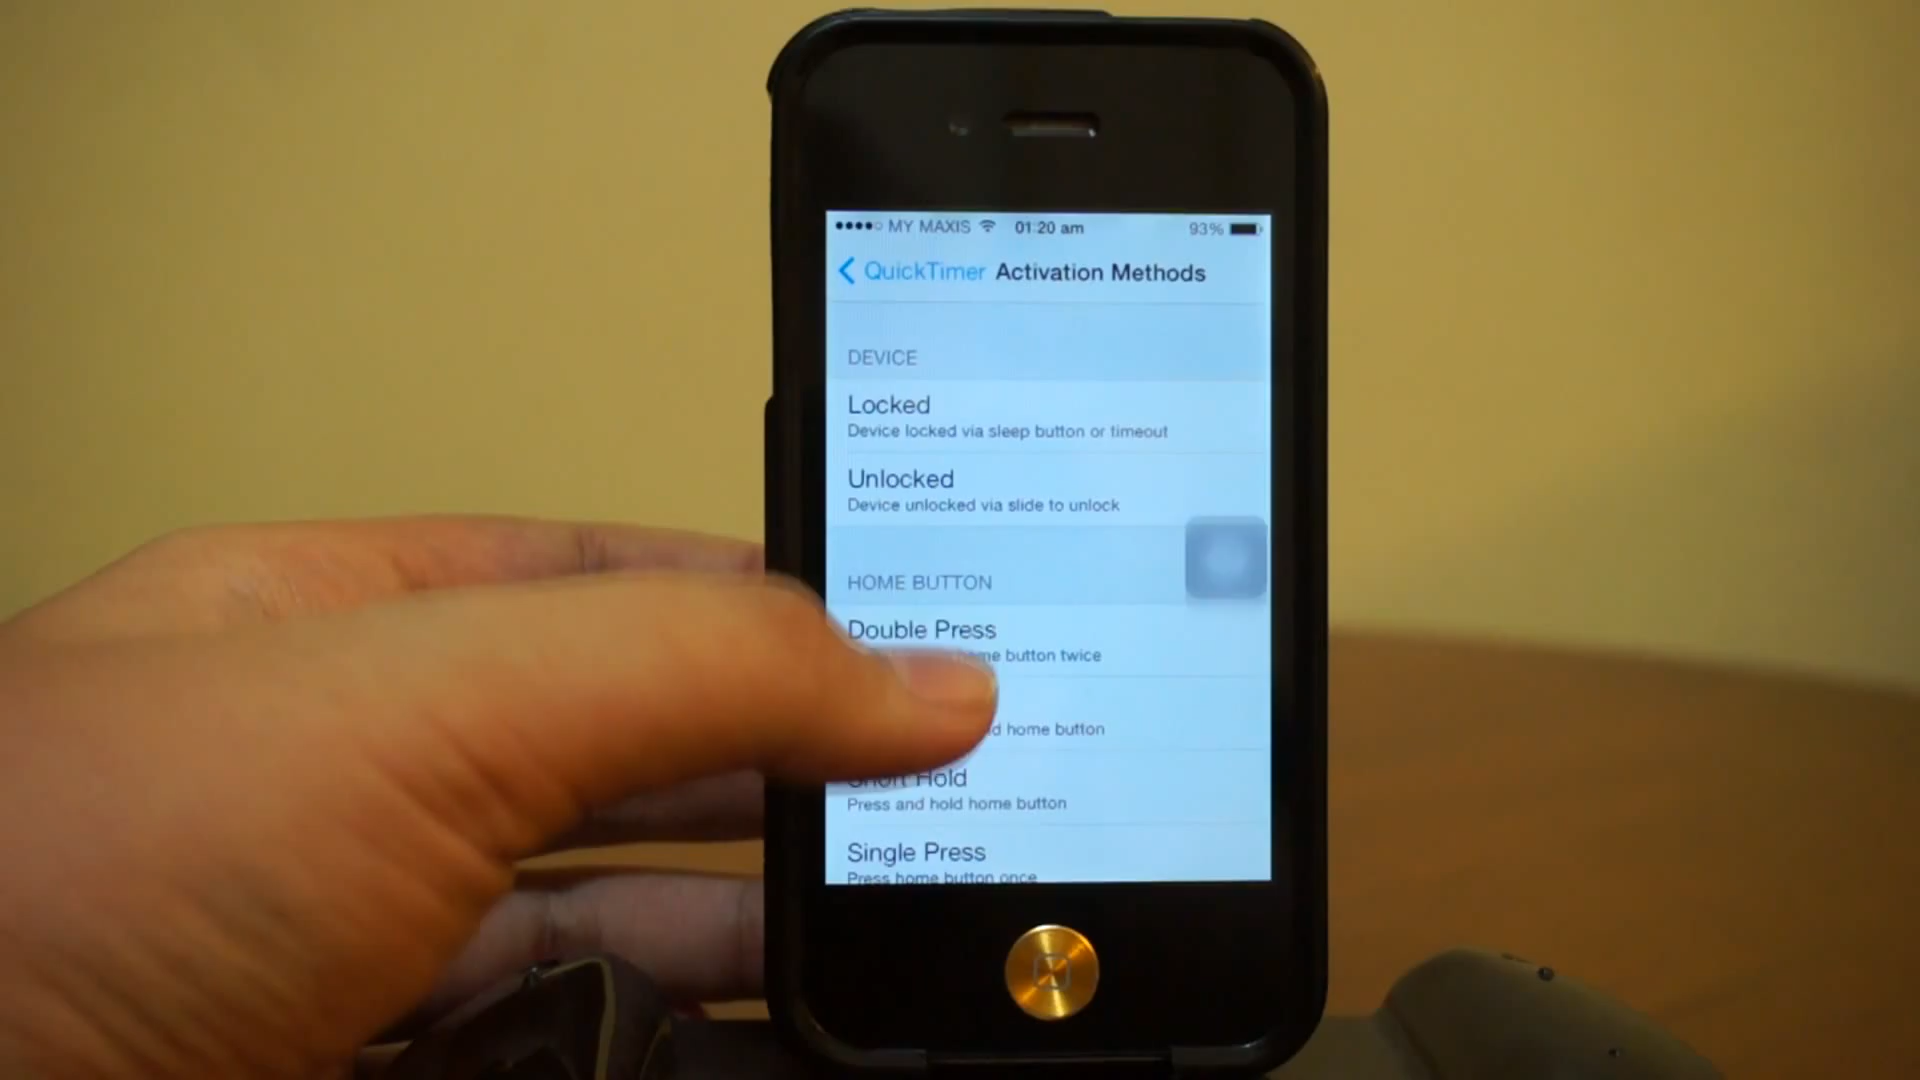 MY MAXIS 01:20 am 93%
QuickTimer Activation Methods
DEVICE
Locked
Device locked via sleep button or timeout
Unlocked
Device unlocked via slide to unlock
HOME BUTTON
Double Press
home button twice
home button
Short Hold
Press and hold home button
Single Press
Press home button once